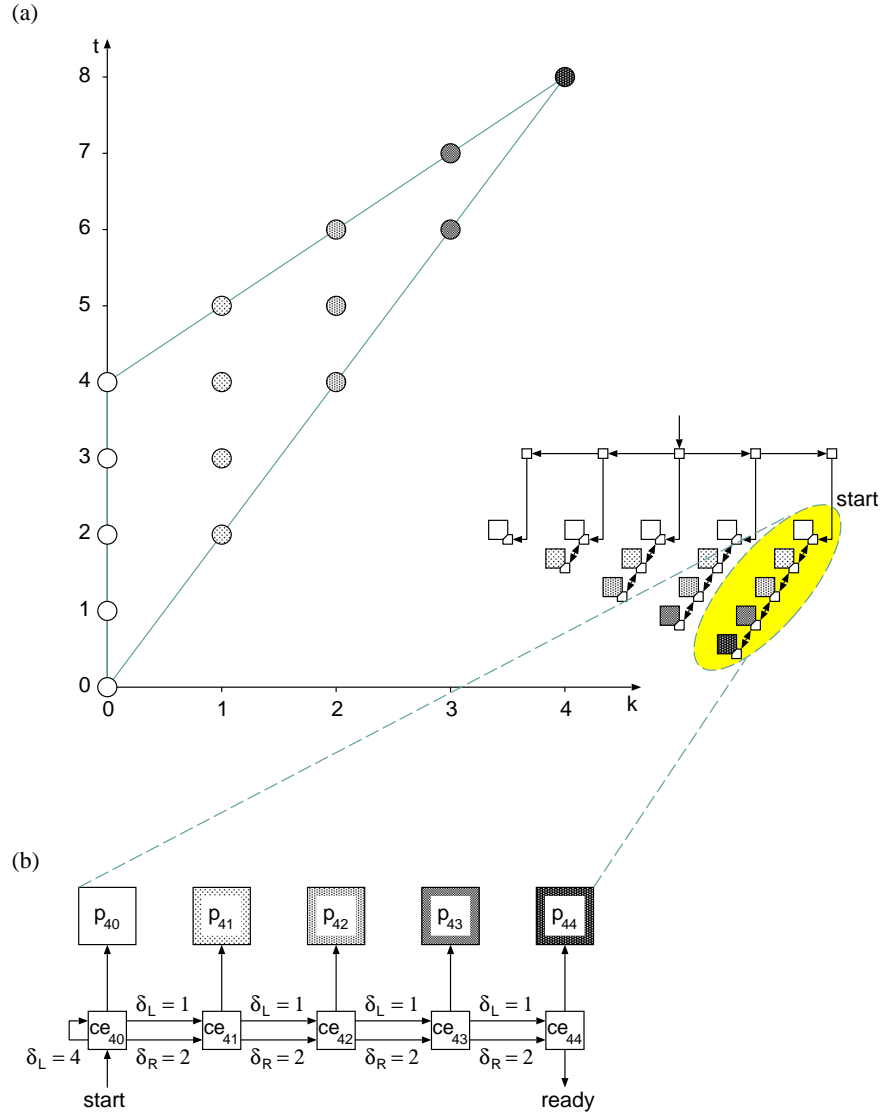 (a)
t
8
7
6
5
4
3
2
1
0
start
0 1 2 3 4 k
(b)
p40 p41 p42 p43 p44
δL = 1 δL = 1 δL = 1 δL = 1
ce40 ce41 ce42 ce43 ce44
δL = 4 δR = 2 δR = 2 δR = 2 δR = 2
start ready